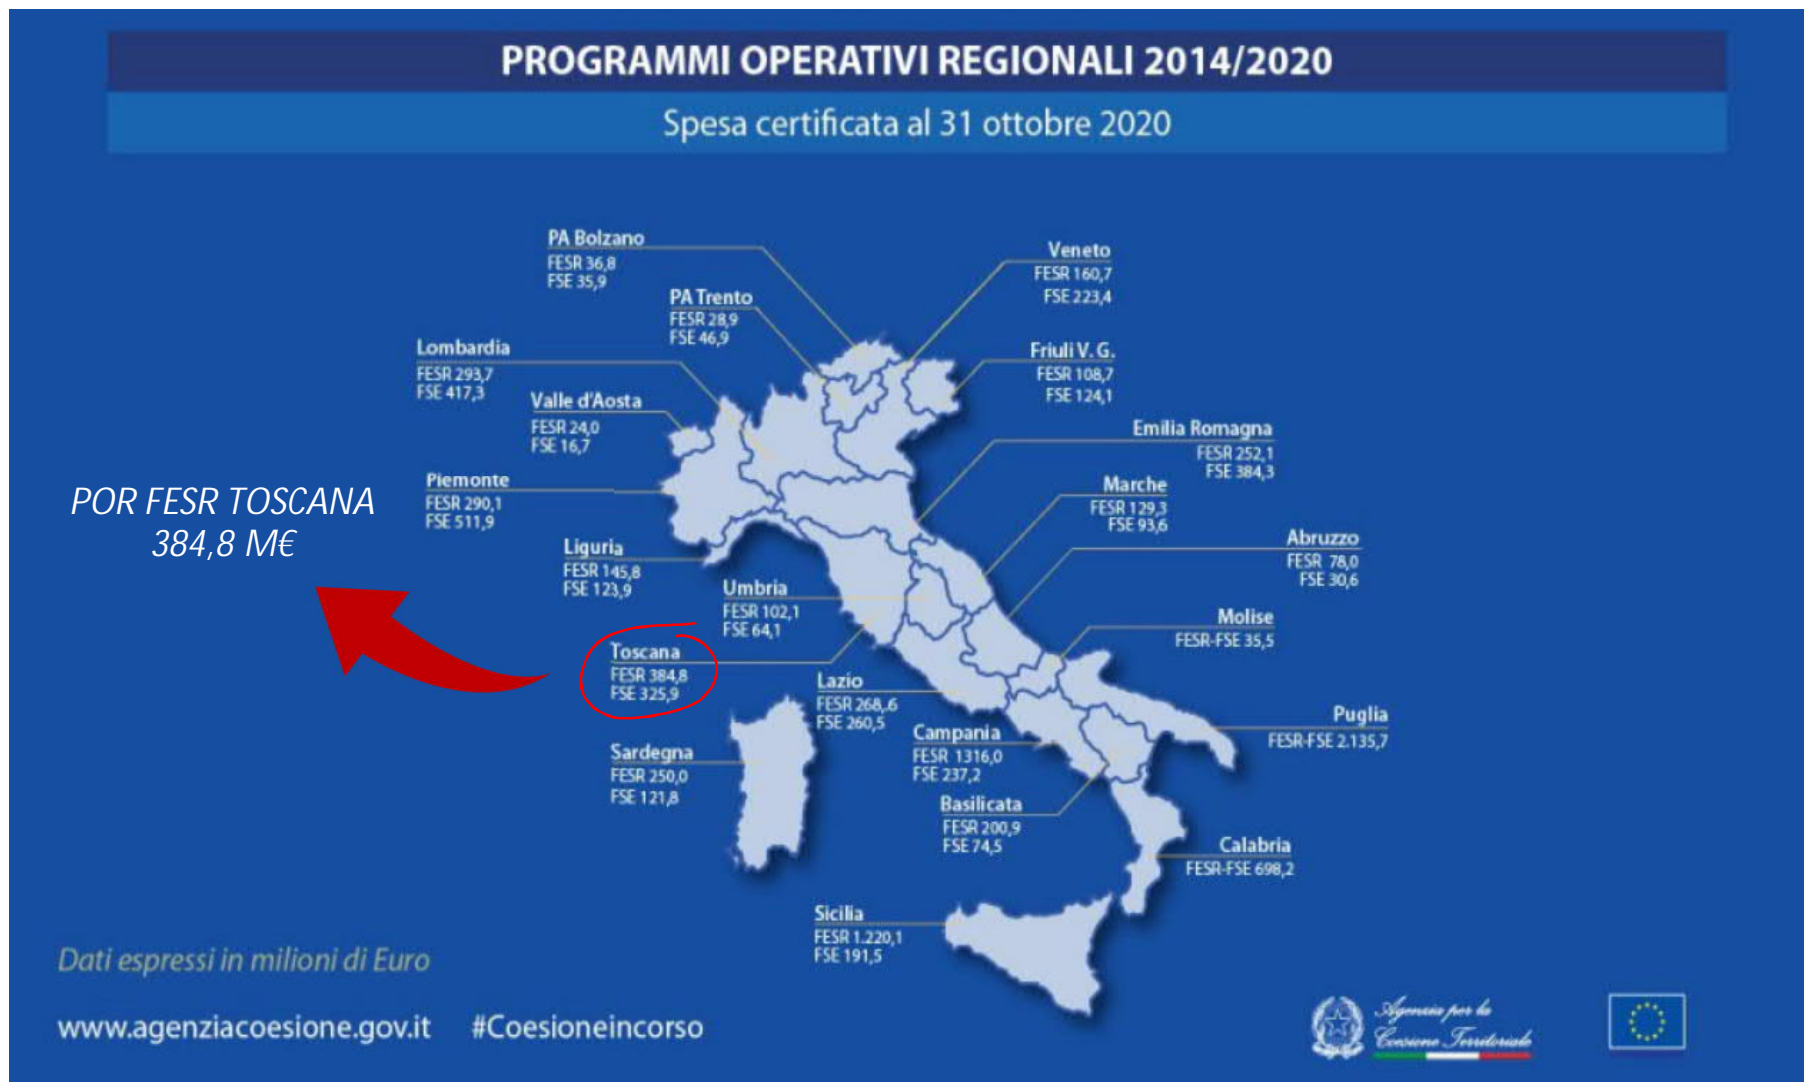 PROGRAMMI OPERATIVI REGIONALI 2014/2020
Spesa certificata al 31 ottobre 2020
PA Bolzano
FESR 36,8
FSE 35,9
Veneto
FESR 160,7
FSE 223,4
PA Trento
FESR 28,9
FSE 46,9
Lombardia
FESR 293,7
FSE 417,3
Friuli V. G.
FESR 108,7
FSE 124,1
Valle d'Aosta
FESR 24,0
FSE 16,7
Emilia Romagna
FESR 252,1
FSE 384,3
Piemonte
FESR 290,1
FSE 511,9
Marche
FESR 129,3
FSE 93,6
POR FESR TOSCANA
384,8 M€
Liguria
FESR 145,8
FSE 123,9
Abruzzo
FESR 78,0
FSE 30,6
Umbria
FESR 102,1
FSE 64,1
Molise
FESR-FSE 35,5
Toscana
FESR 384,8
FSE 325,9
Lazio
FESR 268,.6
FSE 260,5
Puglia
FESR-FSE 2.135,7
Campania
FESR 1316,0
FSE 237,2
Sardegna
FESR 250,0
FSE 121,8
Basilicata
FESR 200,9
FSE 74,5
Calabria
FESR-FSE 698,2
Sicilia
FESR 1.220,1
FSE 191,5
Dati espressi in milioni di Euro
www.agenziacoesione.gov.it #Coesioneincorso
Agenzia per la
Coesione Territoriale